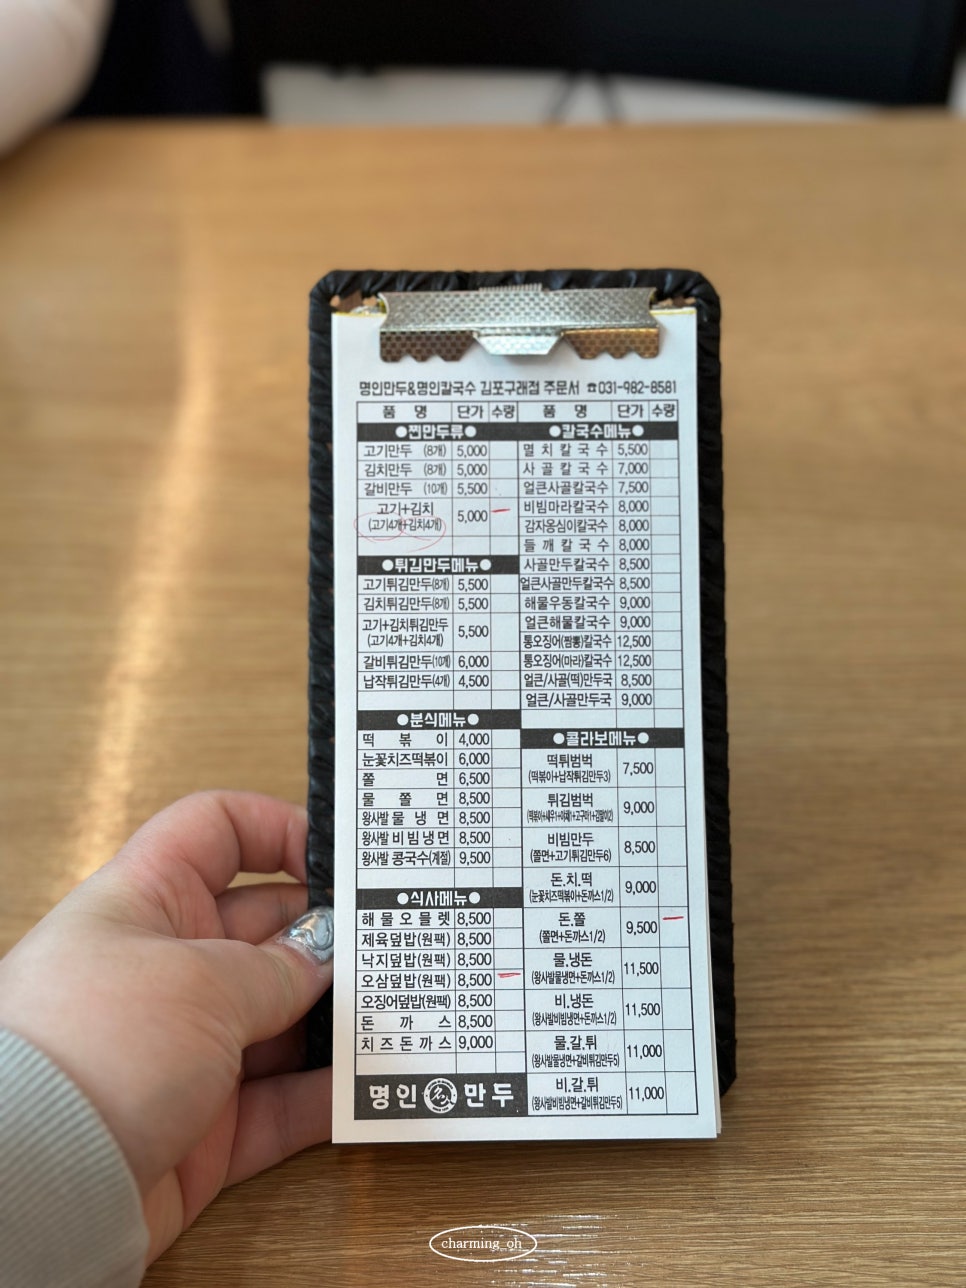 명인만두&명인칼국수 김포구래점 주문서 ☎031-982-8581
품 명 단가 수량
●찐만두류●
고기만두 (8개) 5,000
김치만두 (8개) 5,000
갈비만두 (10개) 5,500
고기+김치 5,000
(고기4개+김치4개)
●튀김만두메뉴●
고기튀김만두(8개) 5,500
김치튀김만두(8개) 5,500
고기+김치튀김만두 5,500
(고기4개+김치4개)
갈비튀김만두(10개) 6,000
납작튀김만두(4개) 4,500
●분식메뉴●
떡볶이 4,000
눈꽃치즈떡볶이 6,000
쫄면 6,500
물쫄면 8,500
왕사발물냉면 8,500
왕사발비빔냉면 8,500
왕사발 콩국수(계절) 9,500
●식사메뉴●
해물오믈렛 8,500
제육덮밥(원팩) 8,500
낙지덮밥(원팩) 8,500
오삼덮밥(원팩) 8,500
오징어덮밥(원팩) 8,500
돈까스 8,500
치즈돈까스 9,000
명인 만두
품 명 단가 수량
●칼국수메뉴●
멸치칼국수 5,500
사골칼국수 7,000
얼큰사골칼국수 7,500
비빔마라칼국수 8,000
감자옹심이칼국수 8,000
들깨칼국수 8,000
사골만두칼국수 8,500
얼큰사골만두칼국수 8,500
해물우동칼국수 9,000
얼큰해물칼국수 9,000
통오징어(짬뽕)칼국수 12,500
통오징어(마라)칼국수 12,500
얼큰/사골(떡)만두국 8,500
얼큰/사골만두국 9,000
●콜라보메뉴●
떡튀범벅 7,500
(떡볶이+납작튀김만두3)
튀김범벅 9,000
비빔만두 8,500
(쫄면+고기튀김만두6)
돈.치.떡 9,000
(눈꽃치즈떡볶이+돈까스1/2)
돈.쫄 9,500
(쫄면+돈까스1/2)
물.냉돈 11,500
(왕사발물냉면+돈까스1/2)
비.냉돈 11,500
(왕사발비빔냉면+돈까스1/2)
물.갈.튀 11,000
(왕사발물냉면+갈비튀김만두5)
비.갈.튀 11,000
(왕사발비빔냉면+갈비튀김만두5)
charming_oh